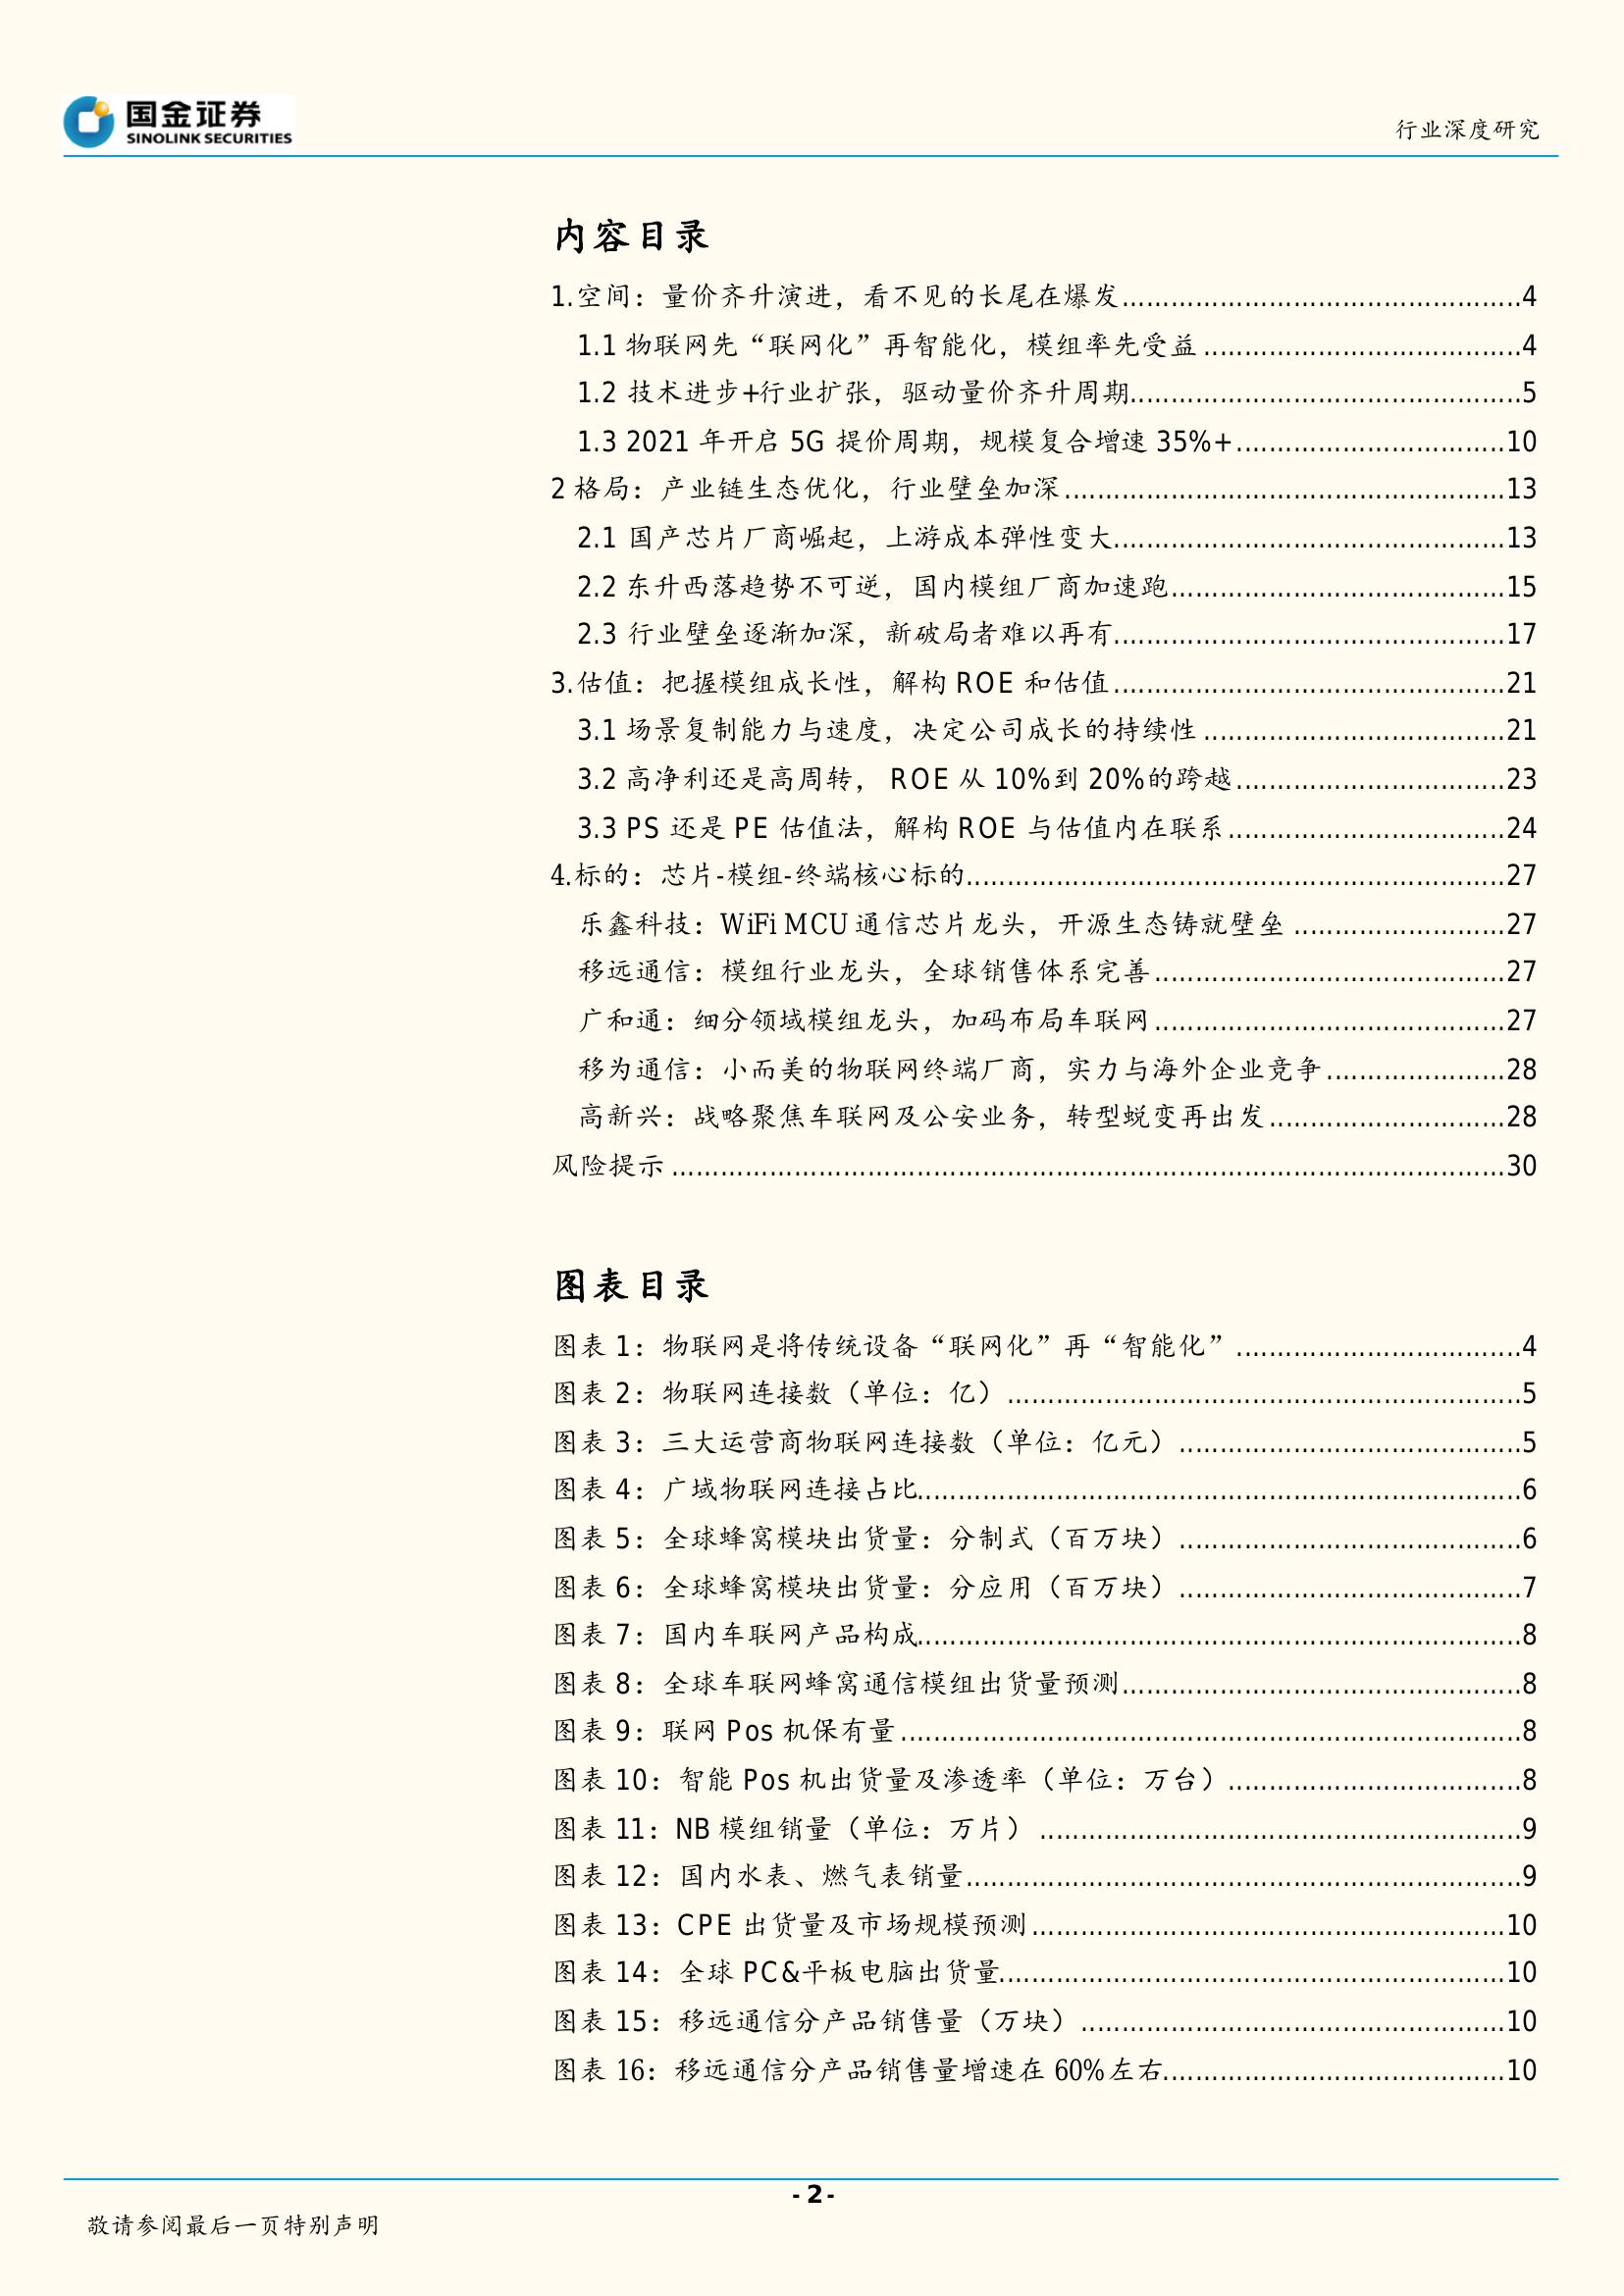 国金证券
SINOLINK SECURITIES
行业深度研究
内容目录
1.空间：量价齐升演进，看不见的长尾在爆发................................................4
1.1 物联网先“联网化”再智能化，模组率先受益......................................4
1.2 技术进步+行业扩张，驱动量价齐升周期................................................5
1.3 2021 年开启 5G 提价周期，规模复合增速 35%+................................10
2 格局：产业链生态优化，行业壁垒加深.....................................................13
2.1 国产芯片厂商崛起，上游成本弹性变大...............................................13
2.2 东升西落趋势不可逆，国内模组厂商加速跑........................................15
2.3 行业壁垒逐渐加深，新破局者难以再有...............................................17
3.估值：把握模组成长性，解构 ROE 和估值...............................................21
3.1 场景复制能力与速度，决定公司成长的持续性....................................21
3.2 高净利还是高周转， ROE 从 10%到 20%的跨越................................23
3.3 PS 还是 PE 估值法，解构 ROE 与估值内在联系.................................24
4.标的：芯片-模组-终端核心标的.................................................................27
乐鑫科技：WiFi MCU 通信芯片龙头，开源生态铸就壁垒.........................27
移远通信：模组行业龙头，全球销售体系完善..........................................27
广和通：细分领域模组龙头，加码布局车联网..........................................27
移为通信：小而美的物联网终端厂商，实力与海外企业竞争.....................28
高新兴：战略聚焦车联网及公安业务，转型蜕变再出发............................28
风险提示.....................................................................................................30
图表目录
图表 1：物联网是将传统设备“联网化”再“智能化”..................................4
图表 2：物联网连接数（单位：亿）..............................................................5
图表 3：三大运营商物联网连接数（单位：亿元）.........................................5
图表 4：广域物联网连接占比.........................................................................6
图表 5：全球蜂窝模块出货量：分制式（百万块）.........................................6
图表 6：全球蜂窝模块出货量：分应用（百万块）.........................................7
图表 7：国内车联网产品构成.........................................................................8
图表 8：全球车联网蜂窝通信模组出货量预测................................................8
图表 9：联网 Pos 机保有量...........................................................................8
图表 10：智能 Pos 机出货量及渗透率（单位：万台）...................................8
图表 11：NB 模组销量（单位：万片）..........................................................9
图表 12：国内水表、燃气表销量...................................................................9
图表 13：CPE 出货量及市场规模预测.........................................................10
图表 14：全球 PC&平板电脑出货量............................................................10
图表 15：移远通信分产品销售量（万块）...................................................10
图表 16：移远通信分产品销售量增速在 60%左右.........................................10
- 2 -
敬请参阅最后一页特别声明